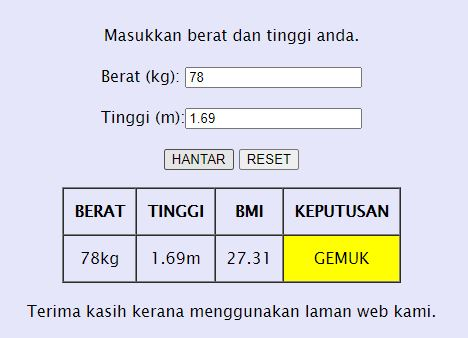 Masukkan berat dan tinggi anda.
Berat (kg): 78
Tinggi (m): 1.69
HANTAR RESET
BERAT TINGGI BMI KEPUTUSAN
78kg 1.69m 27.31 GEMUK
Terima kasih kerana menggunakan laman web kami.